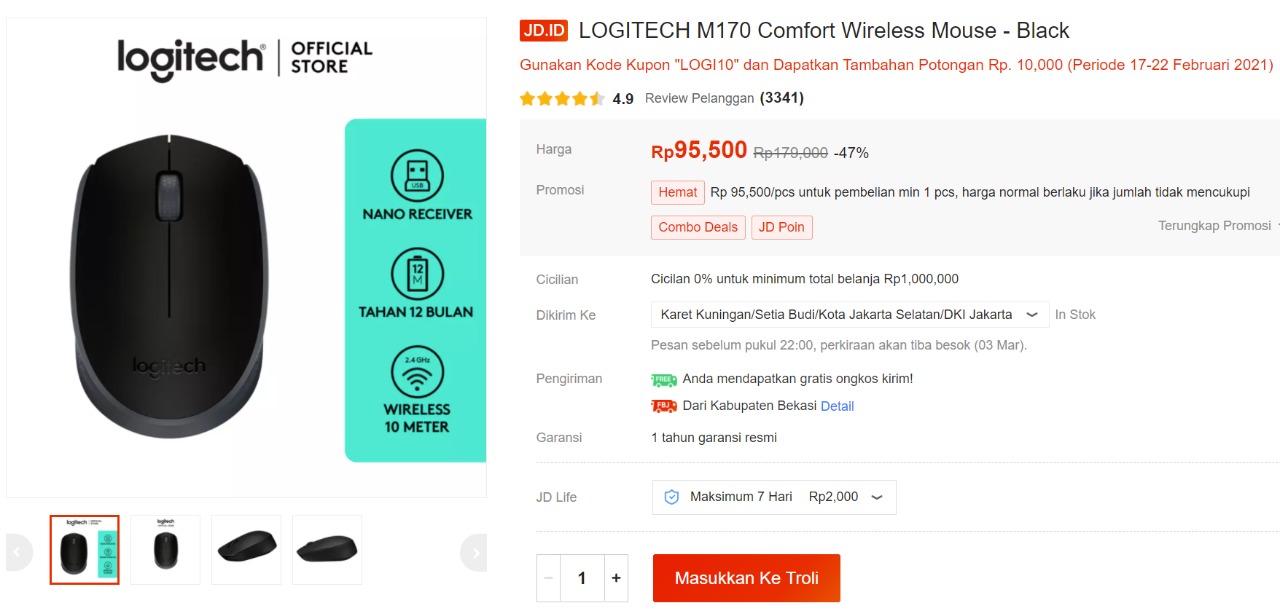 logitech® | OFFICIAL STORE
USB
NANO RECEIVER
12 M
TAHAN 12 BULAN
2.4 GHz
WIRELESS
10 METER
logitech
JD.ID LOGITECH M170 Comfort Wireless Mouse - Black
Gunakan Kode Kupon "LOGI10" dan Dapatkan Tambahan Potongan Rp. 10,000 (Periode 17-22 Februari 2021)
4.9 Review Pelanggan (3341)
Harga Rp95,500 Rp179,000 -47%
Promosi Hemat Rp 95,500/pcs untuk pembelian min 1 pcs, harga normal berlaku jika jumlah tidak mencukupi
Combo Deals JD Poin Terungkap Promosi
Cicilian Cicilan 0% untuk minimum total belanja Rp1,000,000
Dikirim Ke Karet Kuningan/Setia Budi/Kota Jakarta Selatan/DKI Jakarta In Stok
Pesan sebelum pukul 22:00, perkiraan akan tiba besok (03 Mar).
Pengiriman FREE Anda mendapatkan gratis ongkos kirim!
FBJ Dari Kabupaten Bekasi Detail
Garansi 1 tahun garansi resmi
JD Life Maksimum 7 Hari Rp2,000
− 1 + Masukkan Ke Troli